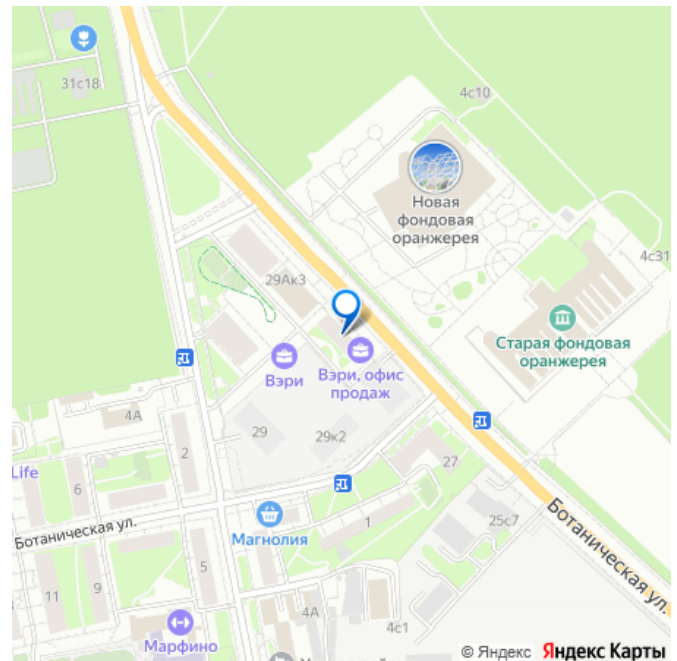 31с18
4с10
Новая
фондовая
оранжерея
4с31
29Ак3
Старая фондовая
оранжерея
Вэри
Вэри, офис
продаж
4А
29
29к2
2
27
Life
6
Магнолия
1
25с7
Ботаническая ул.
Ботаническая ул.
5
9
11
4А
4с1
Марфино
© Яндекс Яндекс Карты